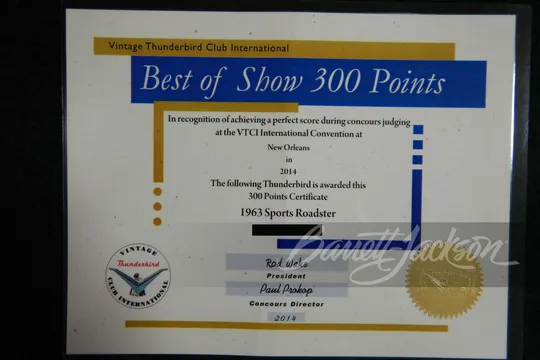 Vintage Thunderbird Club International
Best of Show 300 Points
In recognition of achieving a perfect score during concours judging
at the VTCI International Convention at
New Orleans
in
2014
The following Thunderbird is awarded this
300 Points Certificate
1963 Sports Roadster
Barrett-Jackson
Rod Wake
President
Paul Prokop
Concours Director
2014
VINTAGE
Thunderbird
CLUB INTERNATIONAL